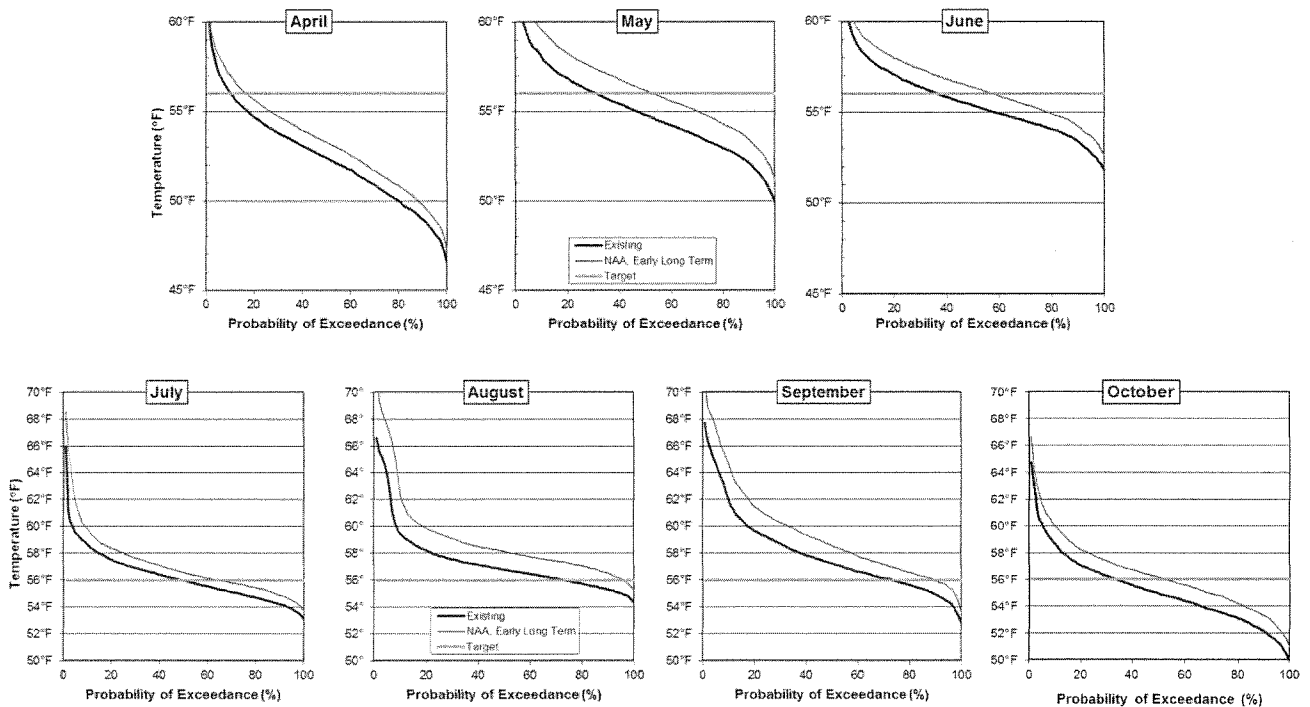 April
May
June
Temperature (°F)
60°F
55°F
50°F
45°F
0 20 40 60 80 100
Probability of Exceedance (%)
60°F
55°F
50°F
45°F
Existing
NAA, Early Long Term
Target
0 20 40 60 80 100
Probability of Exceedance (%)
60°F
55°F
50°F
45°F
0 20 40 60 80 100
Probability of Exceedance (%)
July
August
September
October
Temperature (°F)
70°F
68°F
66°F
64°F
62°F
60°F
58°F
56°F
54°F
52°F
50°F
0 20 40 60 80 100
Probability of Exceedance (%)
70°
68°
66°
64°
62°
60°
58°
56°
54°
52°
50°
Existing
NAA, Early Long Term
Target
0 20 40 60 80 100
Probability of Exceedance (%)
70°F
68°F
66°F
64°F
62°F
60°F
58°F
56°F
54°F
52°F
50°F
0 20 40 60 80 100
Probability of Exceedance (%)
70°F
68°F
66°F
64°F
62°F
60°F
58°F
56°F
54°F
52°F
50°F
0 20 40 60 80 100
Probability of Exceedance (%)